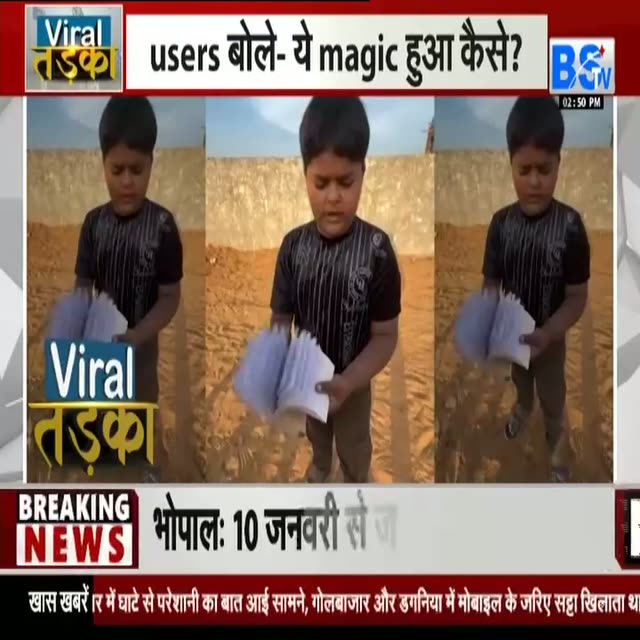 Viral
तड़का
users बोले- ये magic हुआ कैसे?
BS TV
02:50 PM
Viral
तड़का
BREAKING
NEWS
भोपाल: 10 जनवरी से
खास खबरें
र में घाटे से परेशानी का बात आई सामने, गोलबाजार और डगनिया में मोबाइल के जरिए सट्टा खिलाता था